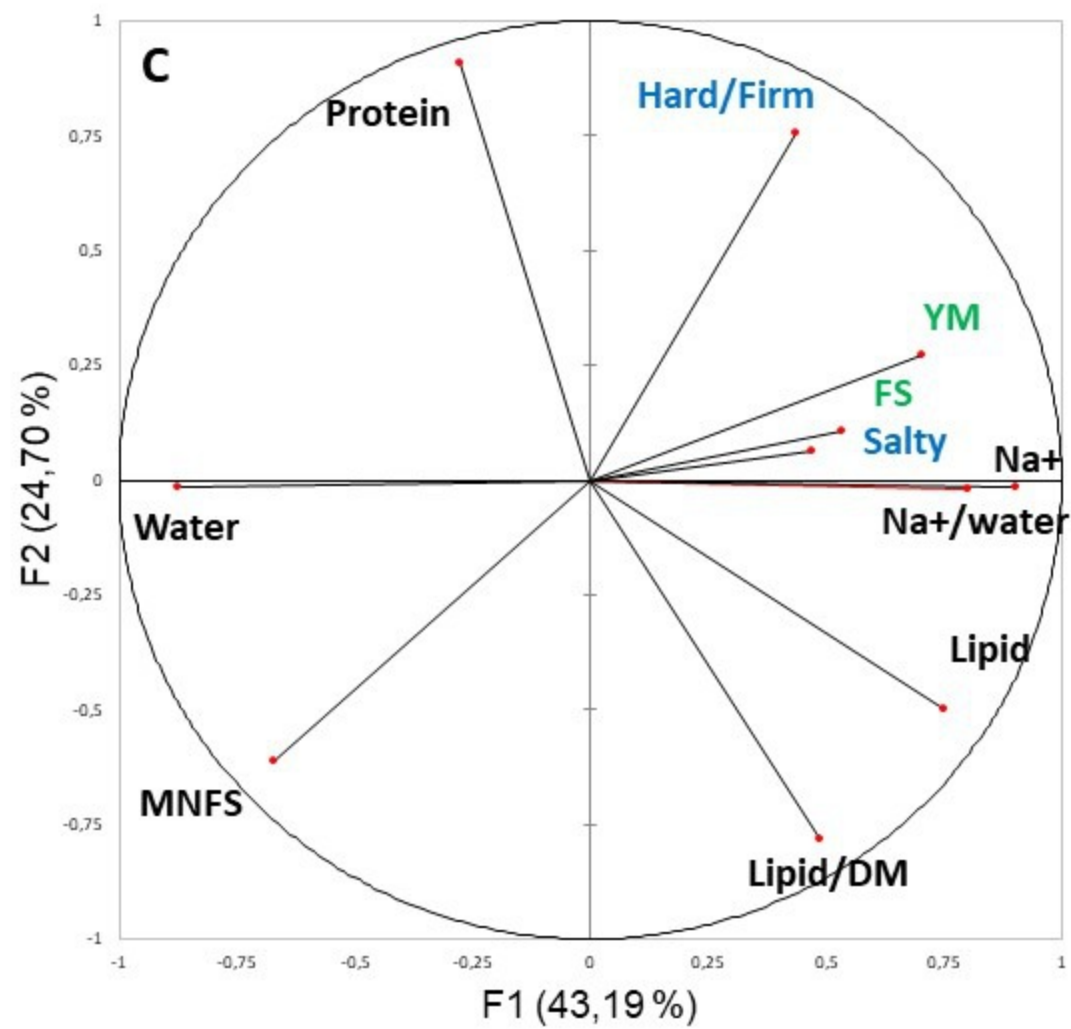 1
C
Protein
Hard/Firm
0,75
0,5
YM
0,25
FS
Salty
Na+
0
Water
Na+/water
F2 (24,70 %)
-0,25
Lipid
-0,5
MNFS
-0,75
Lipid/DM
-1
-1 -0,75 -0,5 -0,25 0 0,25 0,5 0,75 1
F1 (43,19 %)